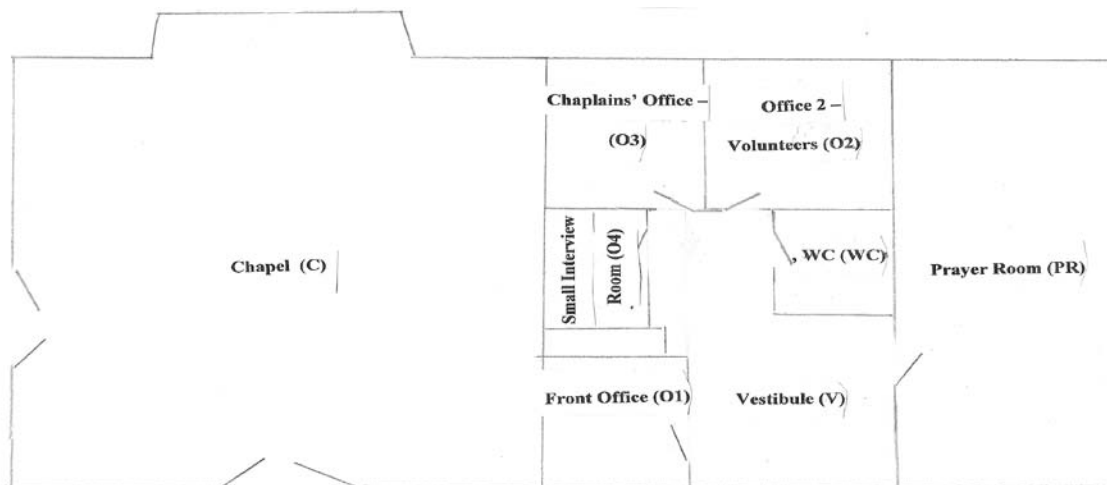 Chaplains' Office –
(O3)
Office 2 –
Volunteers (O2)
Chapel (C)
Small Interview
Room (O4)
, WC (WC)
Prayer Room (PR)
Front Office (O1)
Vestibule (V)